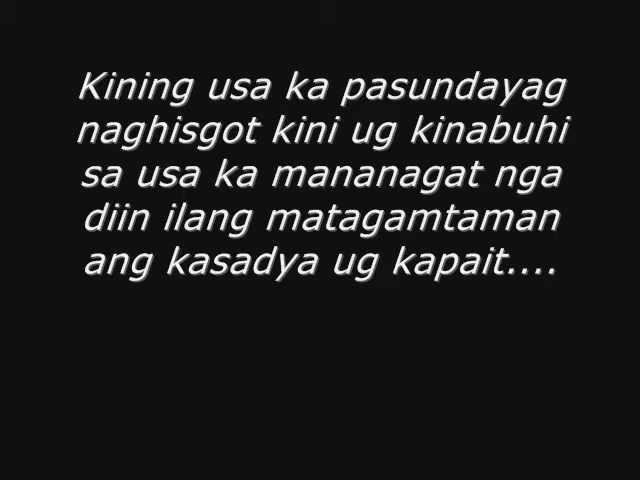 Kining usa ka pasundayag
naghisgot kini ug kinabuhi
sa usa ka mananagat nga
diin ilang matagamtaman
ang kasadya ug kapait....